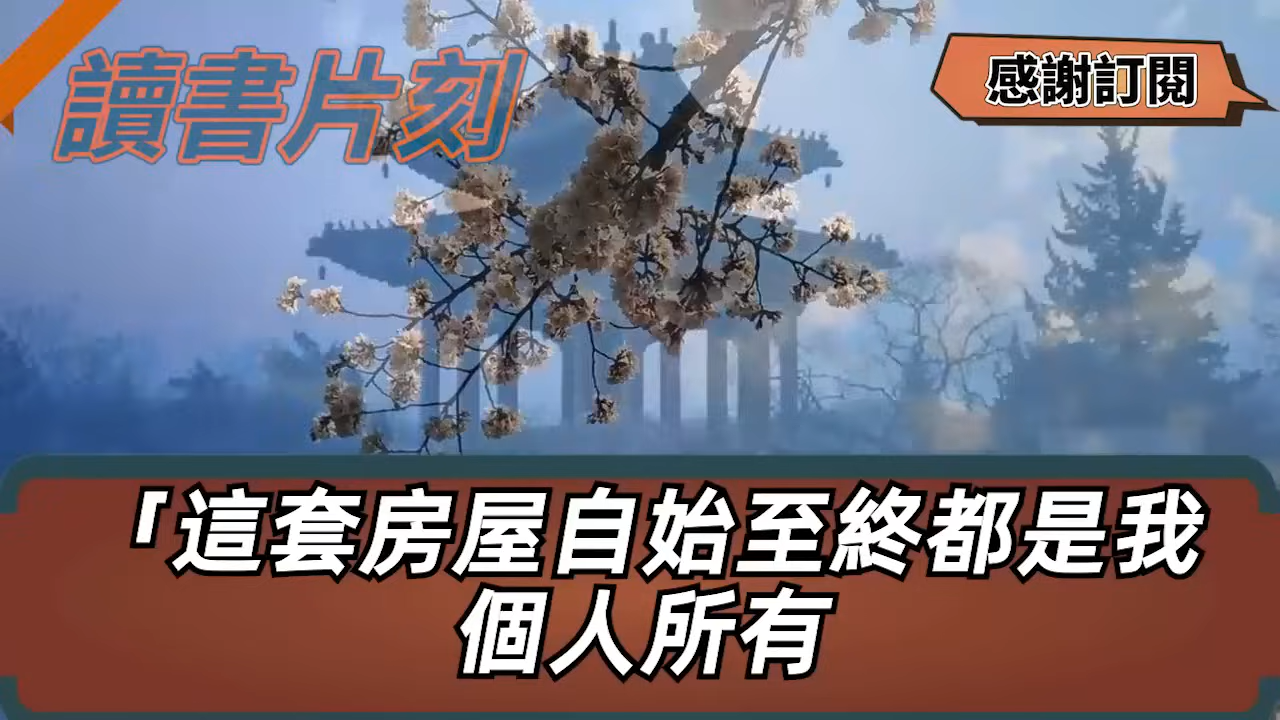 讀書片刻
感謝訂閱
「這套房屋自始至終都是我
個人所有